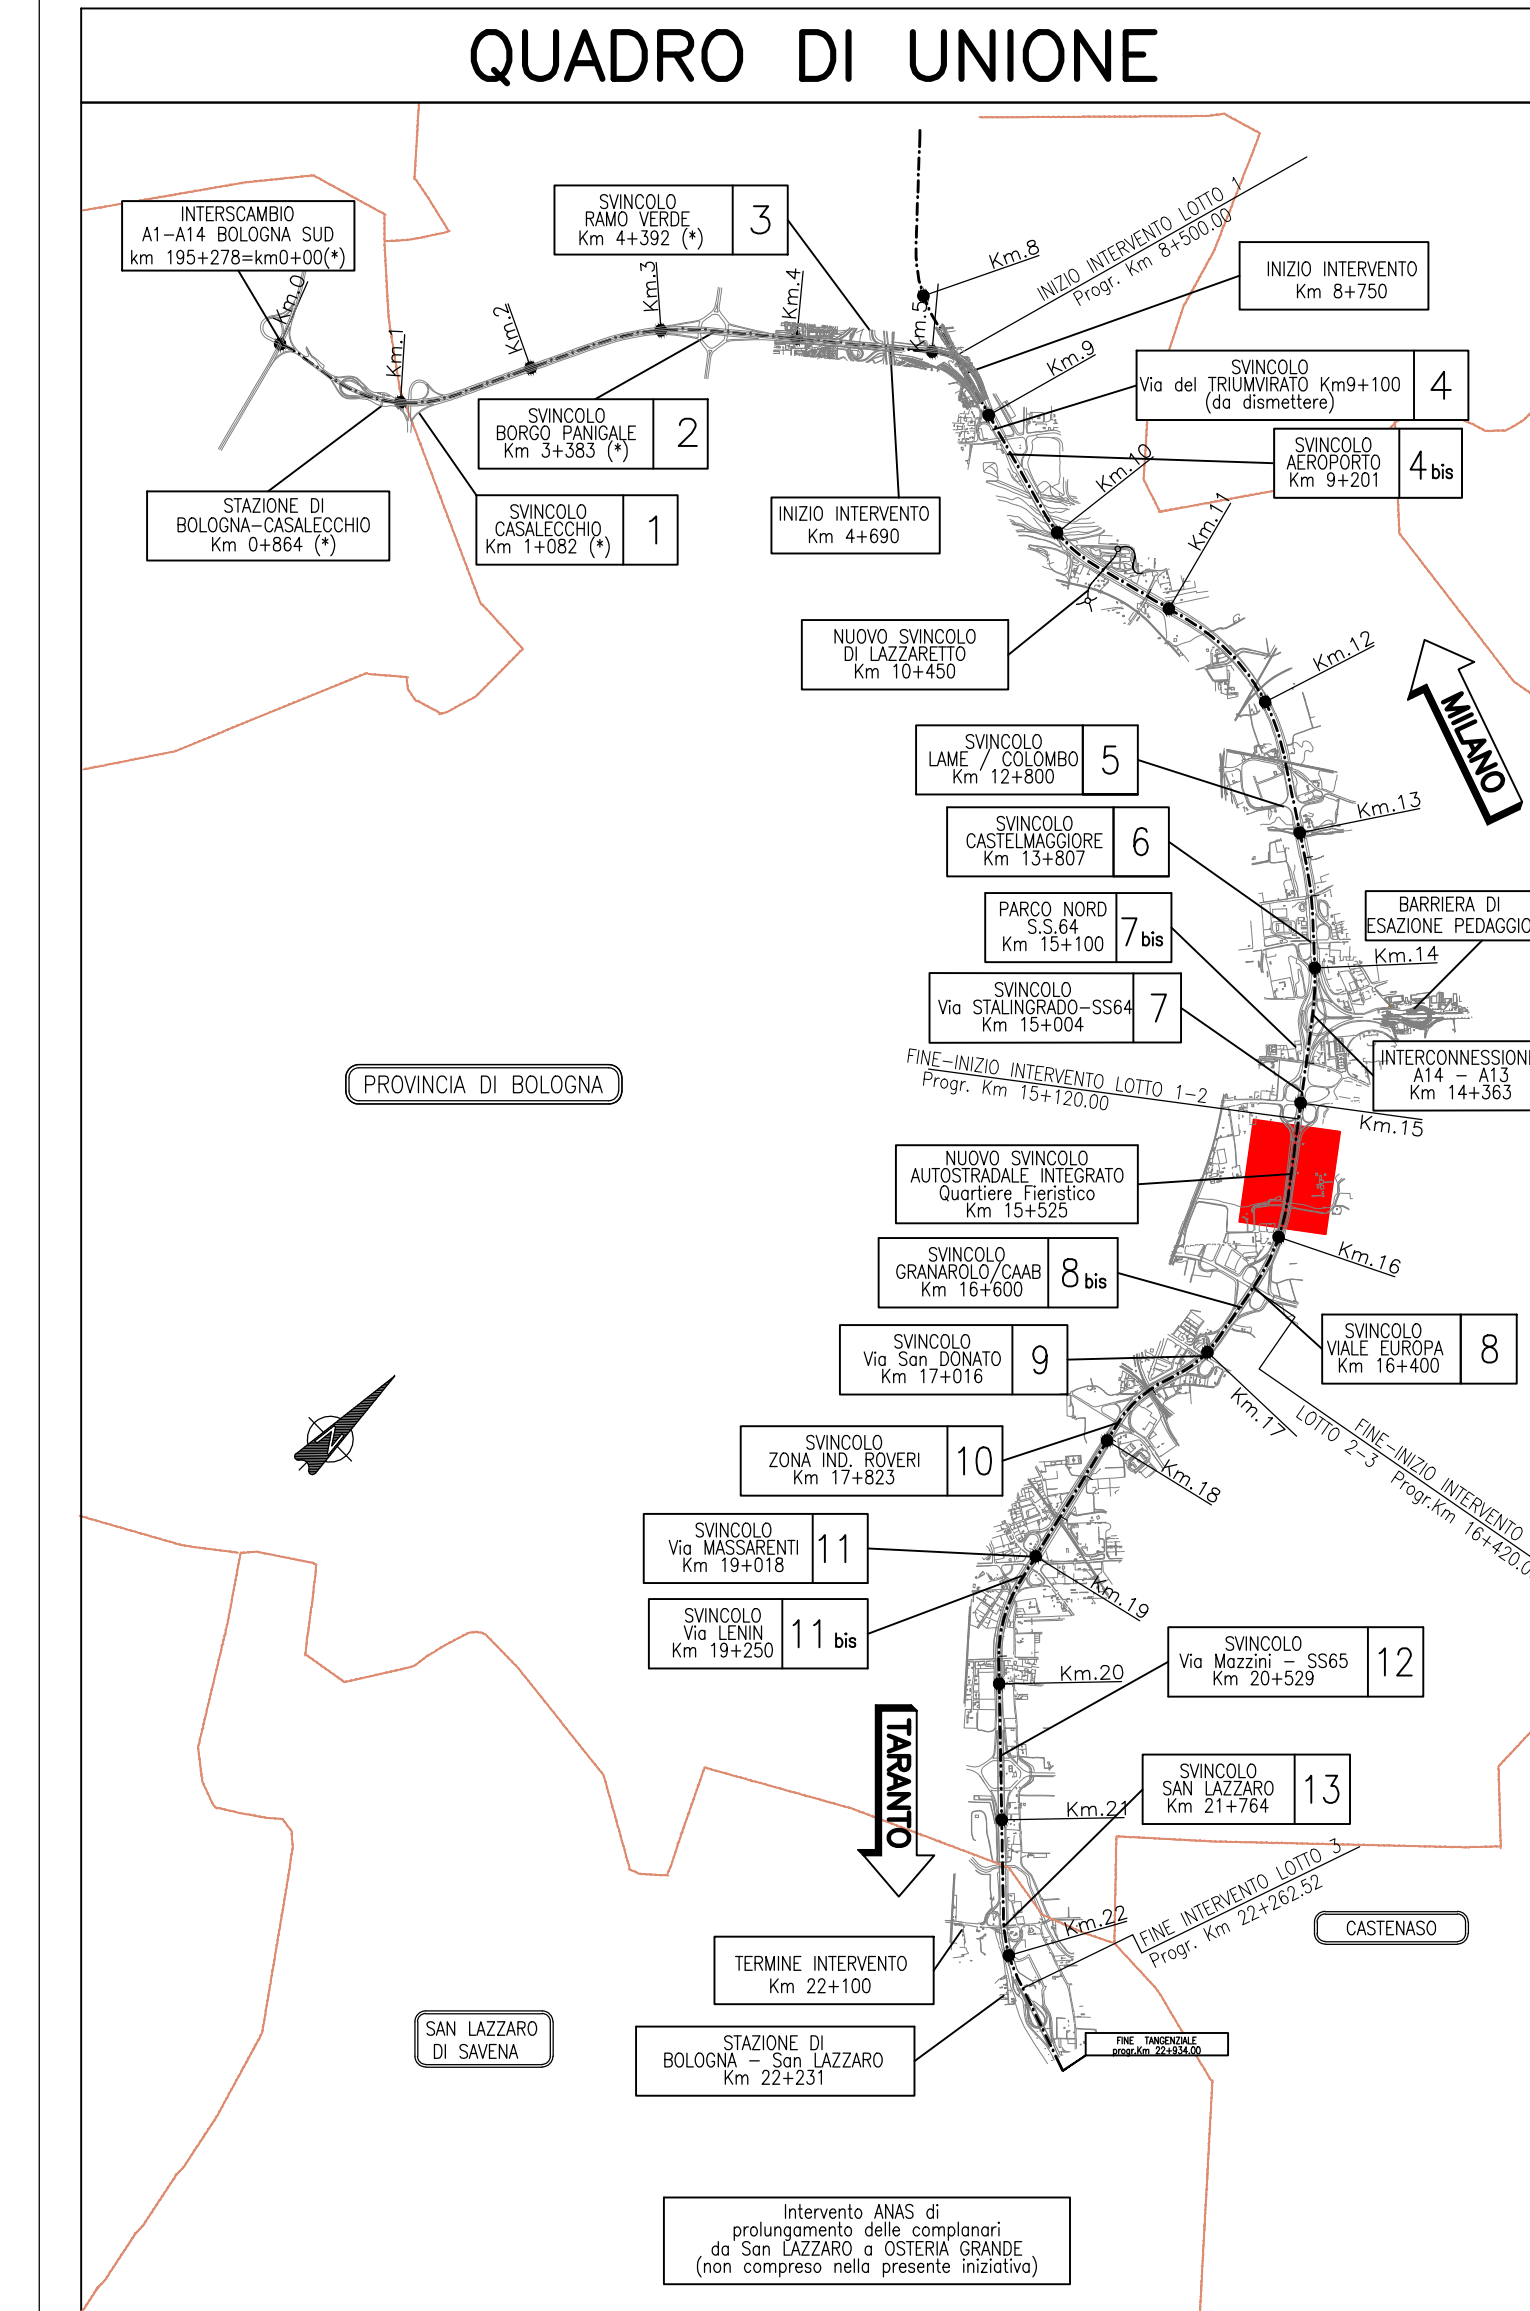 QUADRO DI UNIONE
INTERSCAMBIO
A1-A14 BOLOGNA SUD
km 195+278=km0+00(*)
SVINCOLO
RAMO VERDE
Km 4+392 (*)
3
Km.0
Km.1
Km.2
Km.3
Km.4
Km.5
Km.8
INIZIO INTERVENTO LOTTO 1
Progr. Km 8+500.00
INIZIO INTERVENTO
Km 8+750
Km.9
SVINCOLO
Via del TRIUMVIRATO Km9+100
(da dismettere)
4
SVINCOLO
BORGO PANIGALE
Km 3+383 (*)
2
SVINCOLO
AEROPORTO
Km 9+201
4 bis
STAZIONE DI
BOLOGNA-CASALECCHIO
Km 0+864 (*)
SVINCOLO
CASALECCHIO
Km 1+082 (*)
1
INIZIO INTERVENTO
Km 4+690
Km.10
Km.11
NUOVO SVINCOLO
DI LAZZARETTO
Km 10+450
Km.12
MILANO
SVINCOLO
LAME / COLOMBO
Km 12+800
5
Km.13
SVINCOLO
CASTELMAGGIORE
Km 13+807
6
PARCO NORD
S.S.64
Km 15+100
7 bis
BARRIERA DI
ESAZIONE PEDAGGIO
Km.14
SVINCOLO
Via STALINGRADO-SS64
Km 15+004
7
FINE-INIZIO INTERVENTO LOTTO 1-2
Progr. Km 15+120.00
INTERCONNESSIONE
A14 - A13
Km 14+363
PROVINCIA DI BOLOGNA
Km.15
NUOVO SVINCOLO
AUTOSTRADALE INTEGRATO
Quartiere Fieristico
Km 15+525
Km.16
SVINCOLO
GRANAROLO/CAAB
Km 16+600
8 bis
SVINCOLO
VIALE EUROPA
Km 16+400
8
SVINCOLO
Via San DONATO
Km 17+016
9
Km.17
FINE-INIZIO INTERVENTO
LOTTO 2-3 Progr.Km 16+420.0
N
SVINCOLO
ZONA IND. ROVERI
Km 17+823
10
Km.18
SVINCOLO
Via MASSARENTI
Km 19+018
11
Km.19
SVINCOLO
Via LENIN
Km 19+250
11 bis
SVINCOLO
Via Mazzini - SS65
Km 20+529
12
Km.20
TARANTO
SVINCOLO
SAN LAZZARO
Km 21+764
13
Km.21
FINE INTERVENTO LOTTO 3
Progr. Km 22+262.52
Km.22
CASTENASO
TERMINE INTERVENTO
Km 22+100
SAN LAZZARO
DI SAVENA
STAZIONE DI
BOLOGNA - San LAZZARO
Km 22+231
FINE TANGENZIALE
progr.Km 22+934.00
Intervento ANAS di
prolungamento delle complanari
da San LAZZARO a OSTERIA GRANDE
(non compreso nella presente iniziativa)